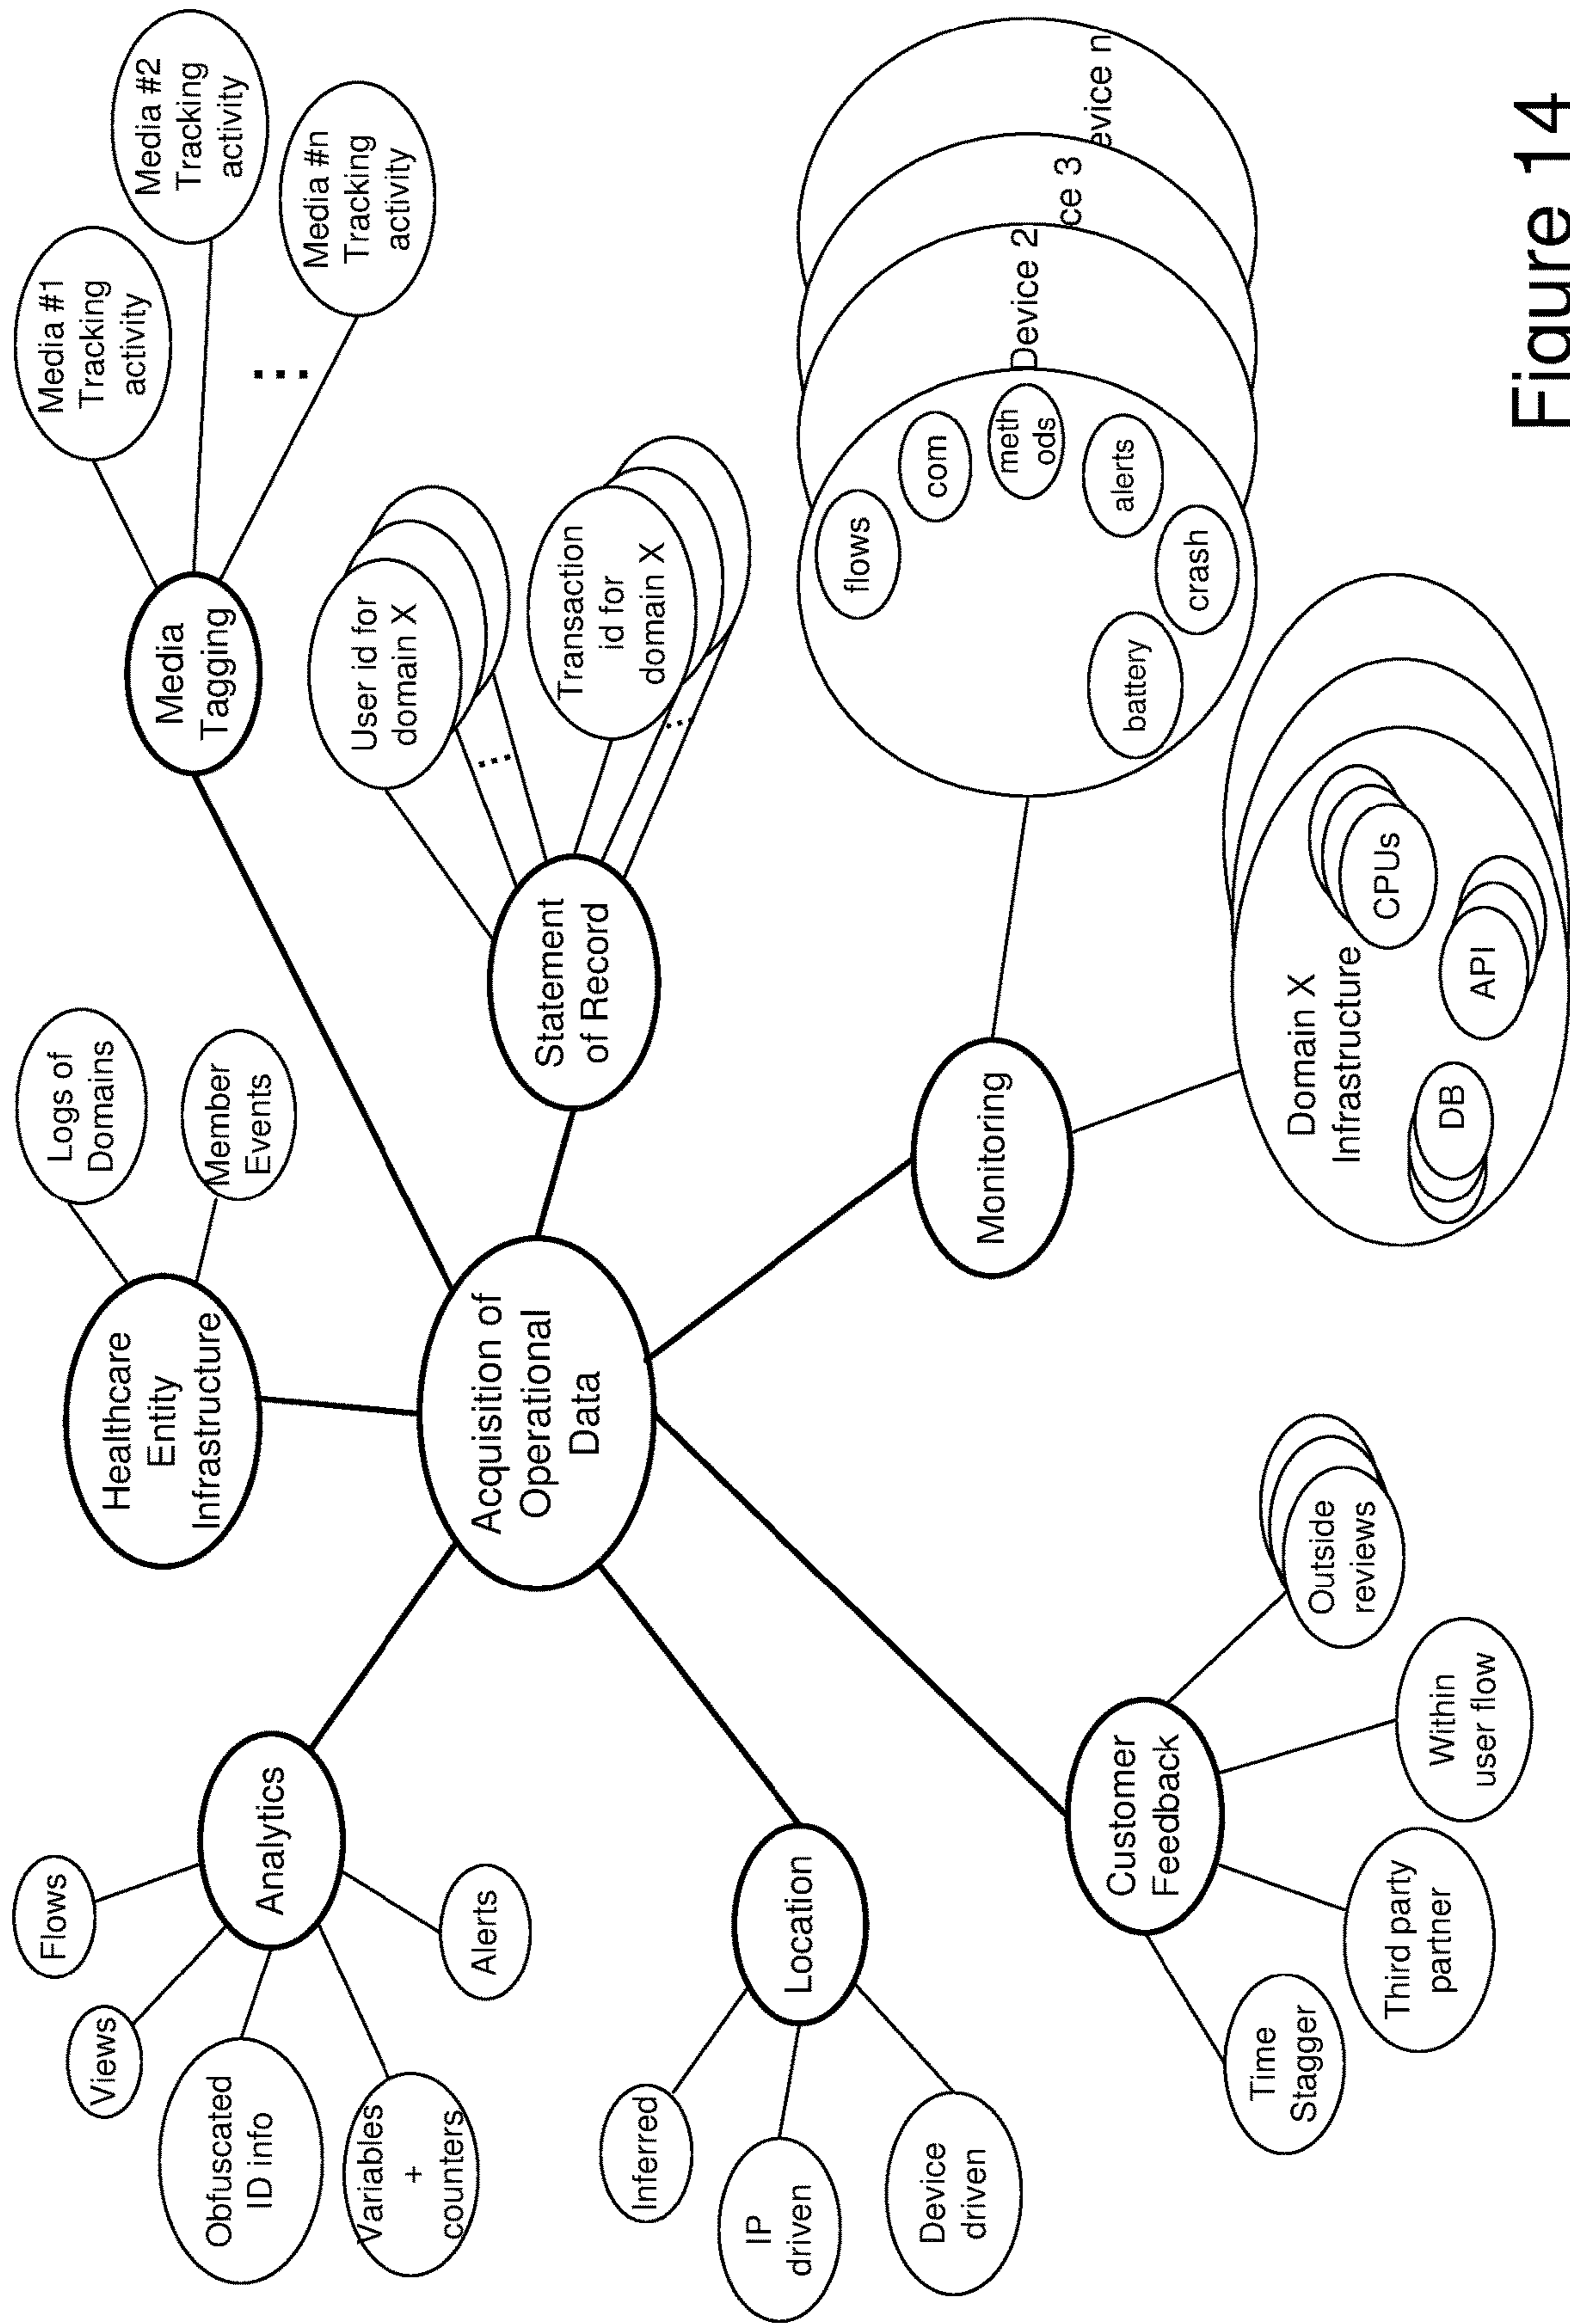 Flows
Views
Obfuscated
ID info
Variables
+
counters
Analytics
Alerts
Inferred
IP
driven
Device
driven
Location
Time
Stagger
Third party
partner
Within
user flow
Outside
reviews
Customer
Feedback
Healthcare
Entity
Infrastructure
Logs of
Domains
Member
Events
Acquisition of
Operational
Data
Media
Tagging
Media #1
Tracking
activity
Media #2
Tracking
activity
Media #n
Tracking
activity
...
Statement
of Record
User id for
domain X
...
Transaction
id for
domain X
...
Monitoring
flows
com
meth
ods
alerts
crash
battery
Device 2
ce 3
evice n
Domain X
Infrastructure
DB
API
CPUs
Figure 14